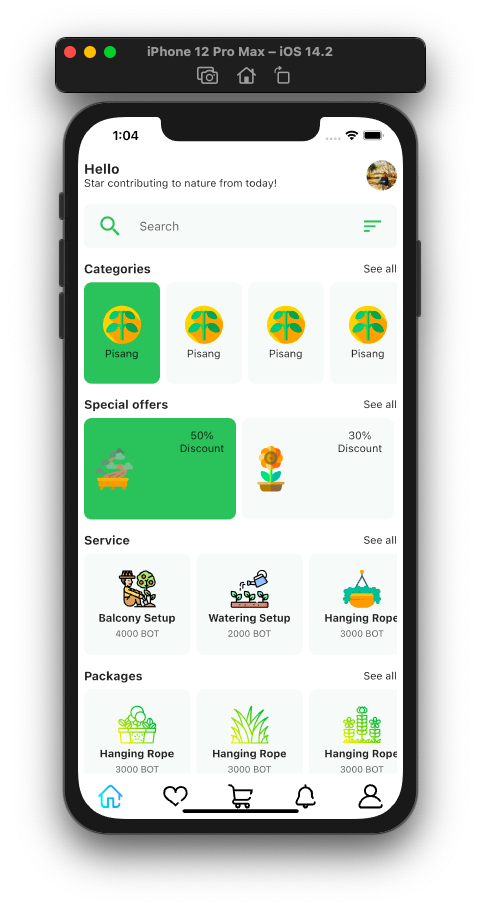 iPhone 12 Pro Max – iOS 14.2
1:04
Hello
Star contributing to nature from today!
Search
Categories See all
Pisang Pisang Pisang Pisang
Special offers See all
50% 30%
Discount Discount
Service See all
Balcony Setup Watering Setup Hanging Rope
4000 BOT 2000 BOT 3000 BOT
Packages See all
Hanging Rope Hanging Rope Hanging Rope
3000 BOT 3000 BOT 3000 BOT